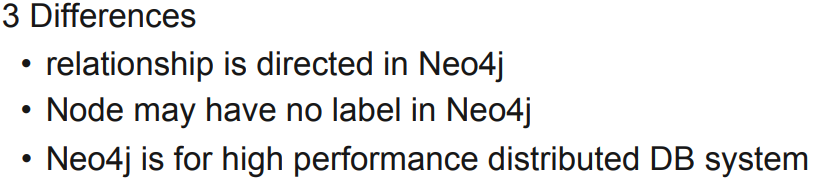 3 Differences
• relationship is directed in Neo4j
• Node may have no label in Neo4j
• Neo4j is for high performance distributed DB system